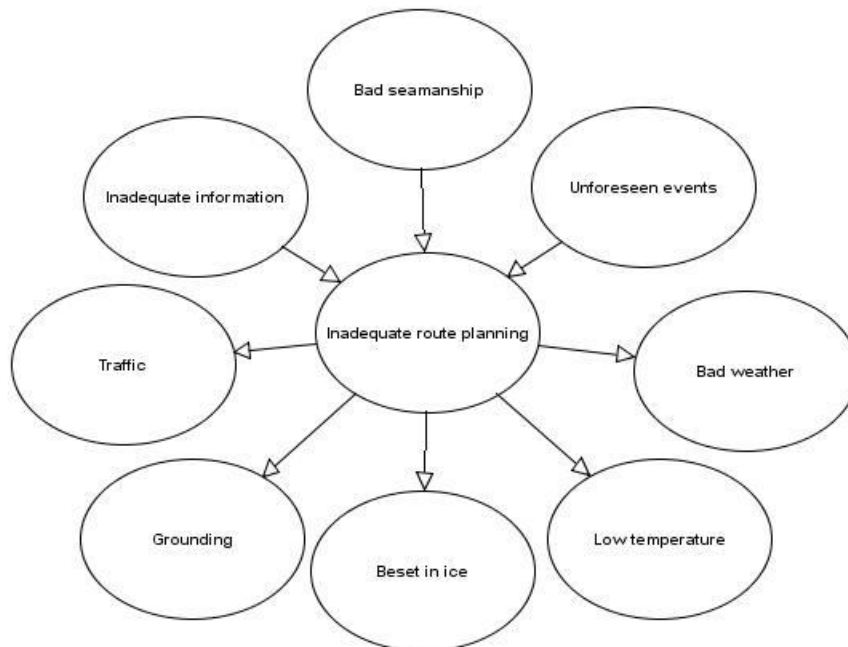 Bad seamanship
Unforeseen events
Inadequate information
Inadequate route planning
Traffic
Bad weather
Grounding
Low temperature
Beset in ice